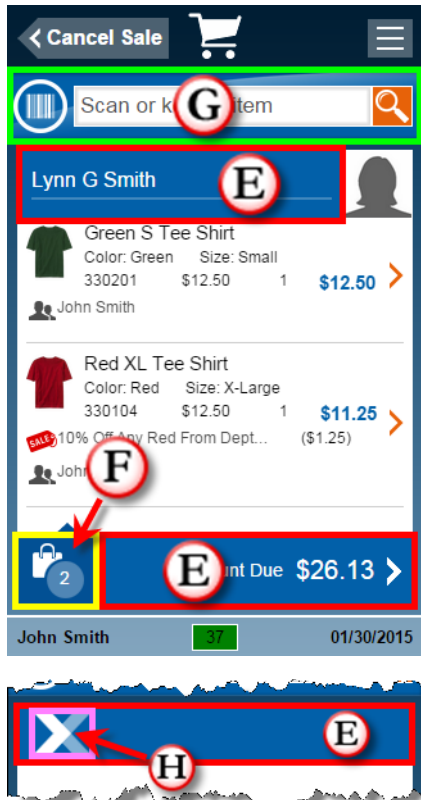 Cancel Sale
Scan or k G item
Lynn G Smith E
Green S Tee Shirt
Color: Green Size: Small
330201 $12.50 1 $12.50
John Smith
Red XL Tee Shirt
Color: Red Size: X-Large
330104 $12.50 1 $11.25
SALE 10% Off Any Red From Dept... ($1.25)
Joh F
2 E unt Due $26.13
John Smith 37 01/30/2015
E
H